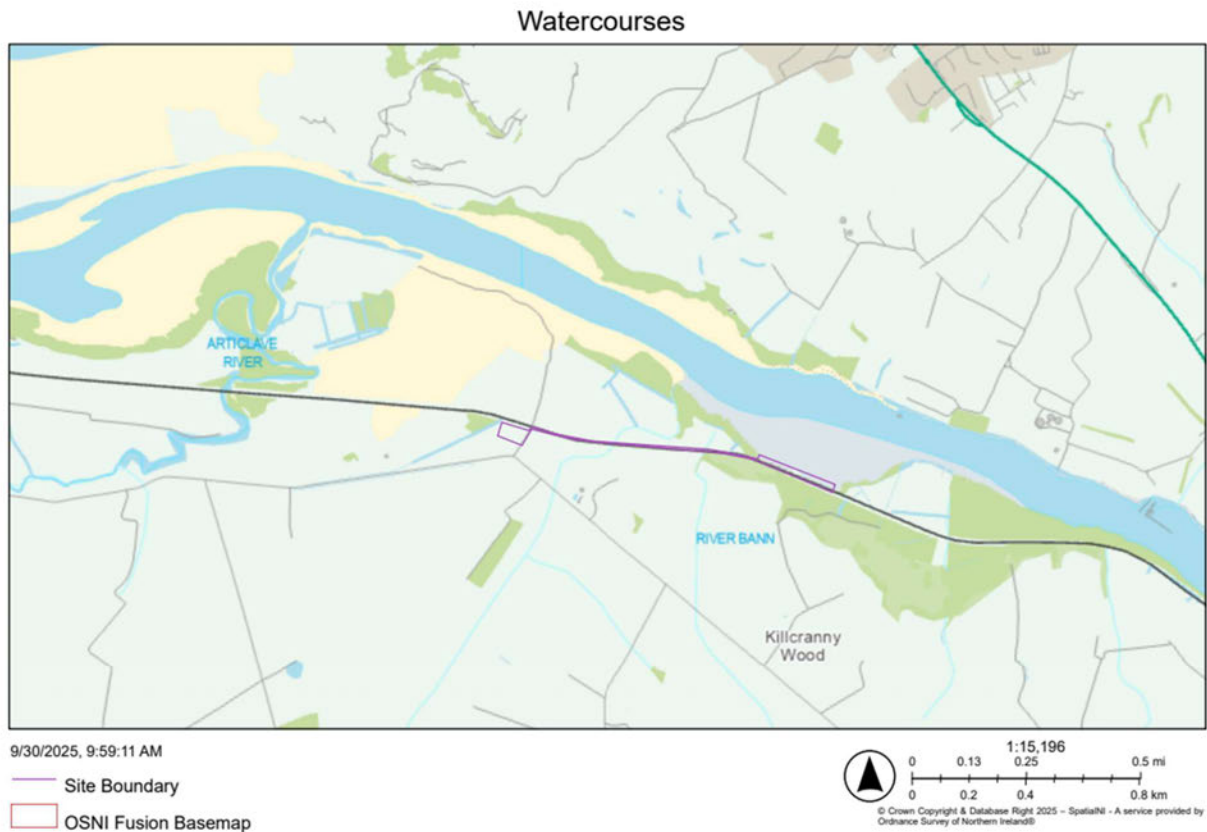 Watercourses
ARTICLAVE
RIVER
RIVER BANN
Killcranny
Wood
9/30/2025, 9:59:11 AM
Site Boundary
OSNI Fusion Basemap
1:15,196
0 0.13 0.25 0.5 mi
0 0.2 0.4 0.8 km
© Crown Copyright & Database Right 2025 – SpatialNI - A service provided by
Ordnance Survey of Northern Ireland®